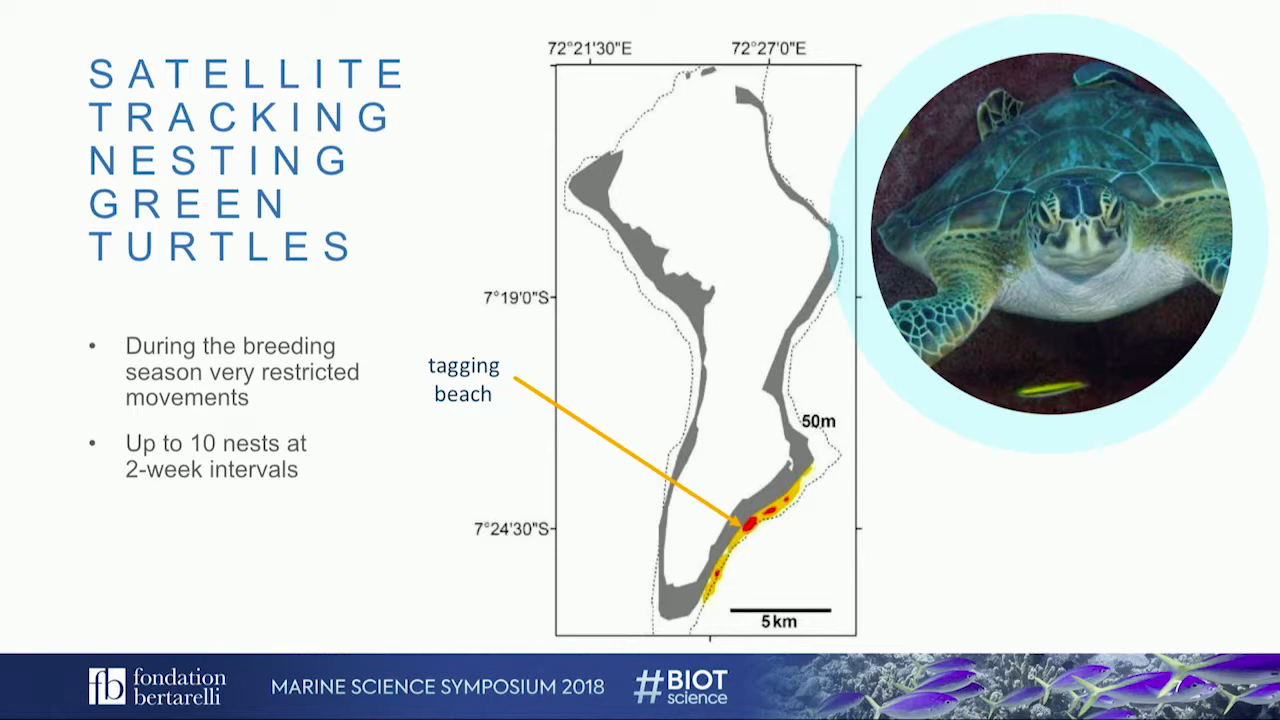 SATELLITE
TRACKING
NESTING
GREEN
TURTLES
• During the breeding
season very restricted
movements
• Up to 10 nests at
2-week intervals
72°21'30"E
72°27'0"E
7°19'0"S
7°24'30"S
tagging
beach
50m
5km
fb
fondation
bertarelli
MARINE SCIENCE SYMPOSIUM 2018
#BIOT
science